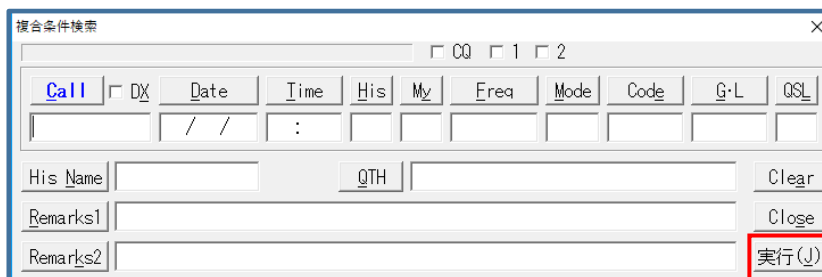 複合条件検索
CQ 1 2
Call DX Date Time His My Freq Mode Code G·L QSL
/ / :
His Name QTH Clear
Remarks1 Close
Remarks2 実行(J)